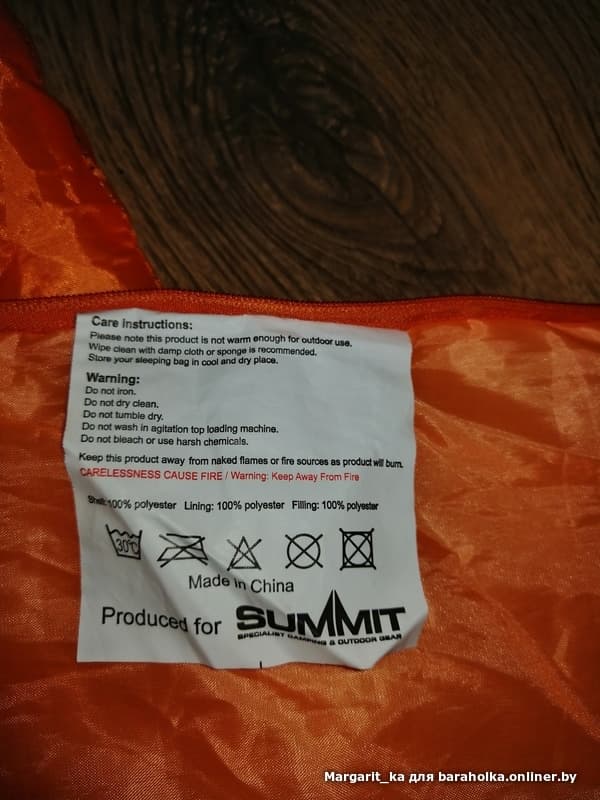 Care instructions:
Please note this product is not warm enough for outdoor use.
Wipe clean with damp cloth or sponge is recommended.
Store your sleeping bag in cool and dry place.
Warning:
Do not iron.
Do not dry clean.
Do not tumble dry.
Do not wash in agitation top loading machine.
Do not bleach or use harsh chemicals.
Keep this product away from naked flames or fire sources as product will burn.
CARELESSNESS CAUSE FIRE / Warning: Keep Away From Fire
Shell: 100% polyester Lining: 100% polyester Filling: 100% polyester
30°C
Made in China
Produced for SUMMIT
SPECIALIST CAMPING & OUTDOOR GEAR
Margarit_ka для baraholka.onliner.by